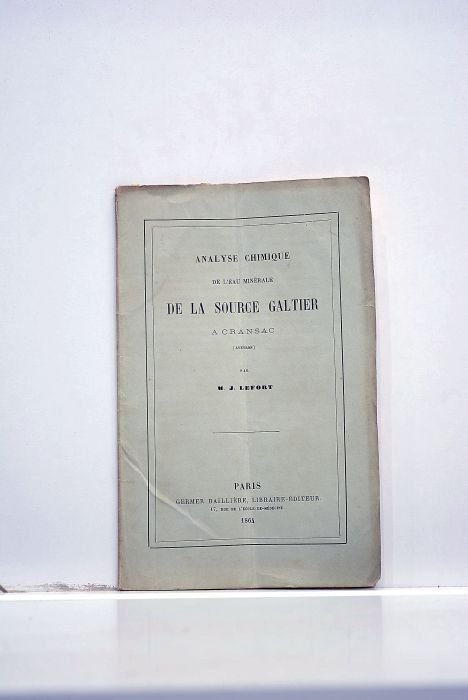 ANALYSE CHIMIQUE
DE L'EAU MINÉRALE
DE LA SOURCE GALTIER
A CRANSAC
(AVEYRON)
PAR
M. J. LEFORT
PARIS
GERMER BAILLIÈRE, LIBRAIRE-ÉDITEUR
17, RUE DE L'ÉCOLE-DE-MÉDECINE
1864